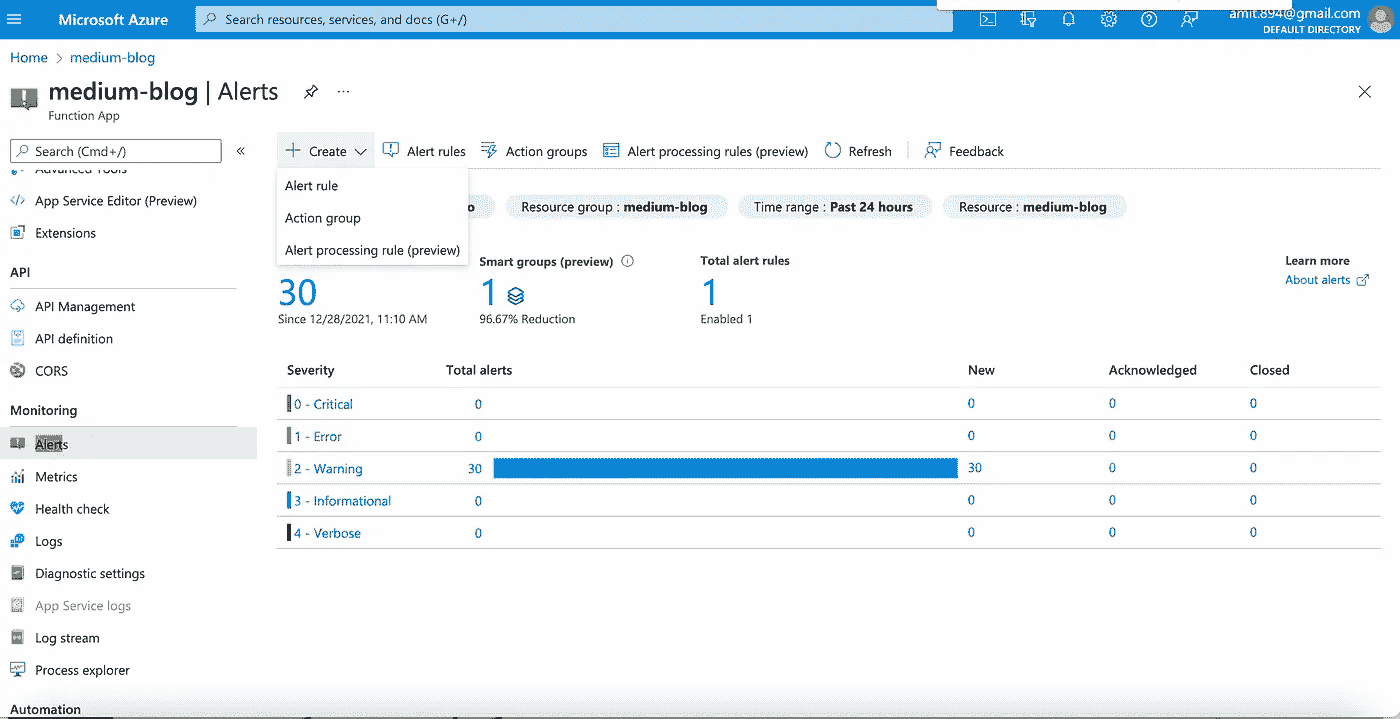 Microsoft Azure
Search resources, services, and docs (G+/)
amit.894@gmail.com
DEFAULT DIRECTORY
Home > medium-blog
medium-blog | Alerts
Function App
Search (Cmd+/)
«
Create
Alert rules
Action groups
Alert processing rules (preview)
Refresh
Feedback
Alert rule
Action group
Alert processing rule (preview)
Advanced Tools
App Service Editor (Preview)
Extensions
API
API Management
API definition
CORS
Monitoring
Alerts
Metrics
Health check
Logs
Diagnostic settings
App Service logs
Log stream
Process explorer
Automation
o
Resource group : medium-blog
Time range : Past 24 hours
Resource : medium-blog
30
Since 12/28/2021, 11:10 AM
Smart groups (preview)
1
96.67% Reduction
Total alert rules
1
Enabled 1
Learn more
About alerts
Severity Total alerts New Acknowledged Closed
0 - Critical 0 0 0 0
1 - Error 0 0 0 0
2 - Warning 30 30 0 0
3 - Informational 0 0 0 0
4 - Verbose 0 0 0 0